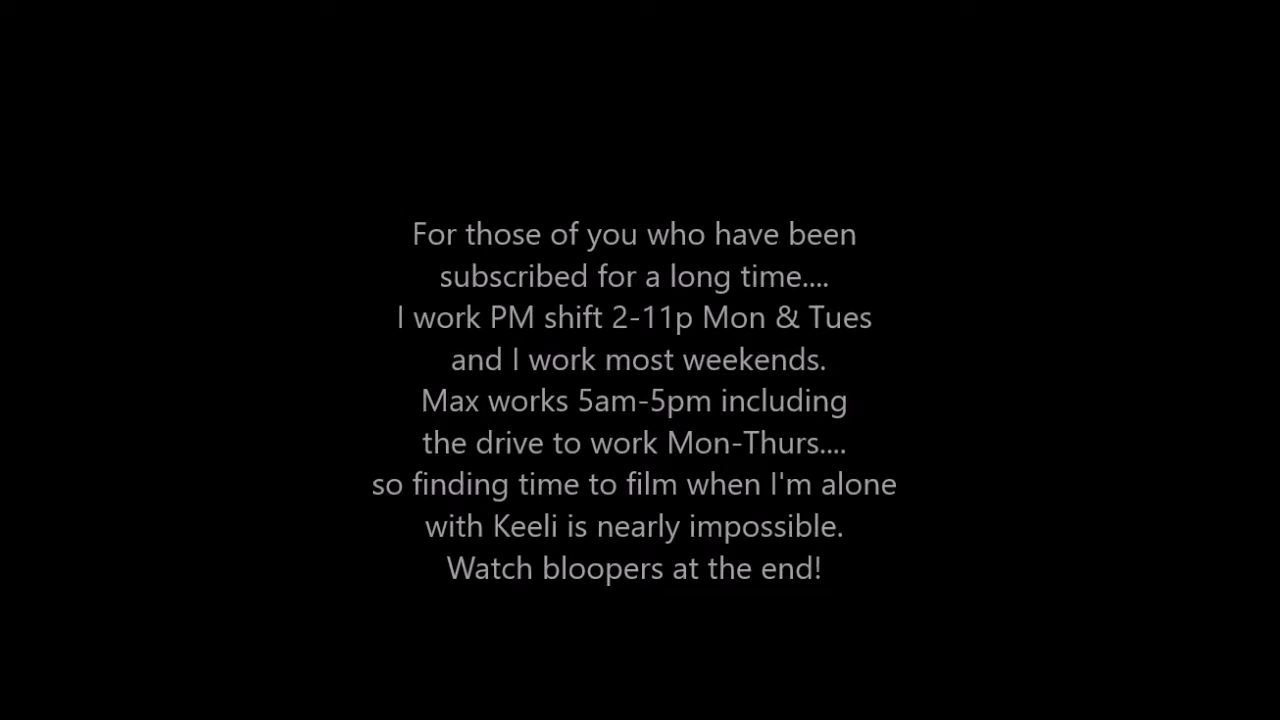 For those of you who have been
subscribed for a long time....
I work PM shift 2-11p Mon & Tues
and I work most weekends.
Max works 5am-5pm including
the drive to work Mon-Thurs....
so finding time to film when I'm alone
with Keeli is nearly impossible.
Watch bloopers at the end!